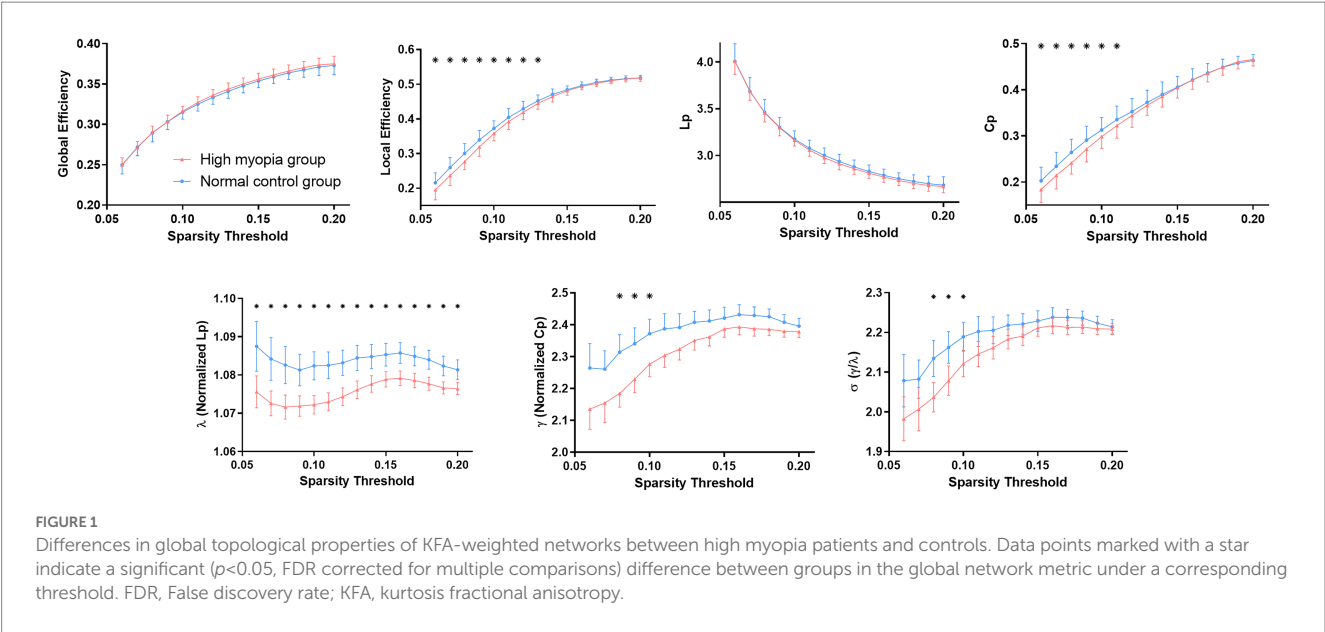 0.40
0.35
0.30
0.25
0.20
Global Efficiency
High myopia group
Normal control group
0.05 0.10 0.15 0.20
Sparsity Threshold
0.6
0.5
0.4
0.3
0.2
Local Efficiency
* * * * * * * *
0.05 0.10 0.15 0.20
Sparsity Threshold
4.0
3.5
3.0
Lp
0.05 0.10 0.15 0.20
Sparsity Threshold
0.5
0.4
0.3
0.2
Cp
* * * * * *
0.05 0.10 0.15 0.20
Sparsity Threshold
1.10
1.09
1.08
1.07
1.06
λ (Normalized Lp)
* * * * * * * * * * * * * * *
0.05 0.10 0.15 0.20
Sparsity Threshold
2.5
2.4
2.3
2.2
2.1
2.0
γ (Normalized Cp)
* * *
0.05 0.10 0.15 0.20
Sparsity Threshold
2.3
2.2
2.1
2.0
1.9
σ (γ/λ)
* * *
0.05 0.10 0.15 0.20
Sparsity Threshold
FIGURE 1
Differences in global topological properties of KFA-weighted networks between high myopia patients and controls. Data points marked with a star
indicate a significant (p<0.05, FDR corrected for multiple comparisons) difference between groups in the global network metric under a corresponding
threshold. FDR, False discovery rate; KFA, kurtosis fractional anisotropy.